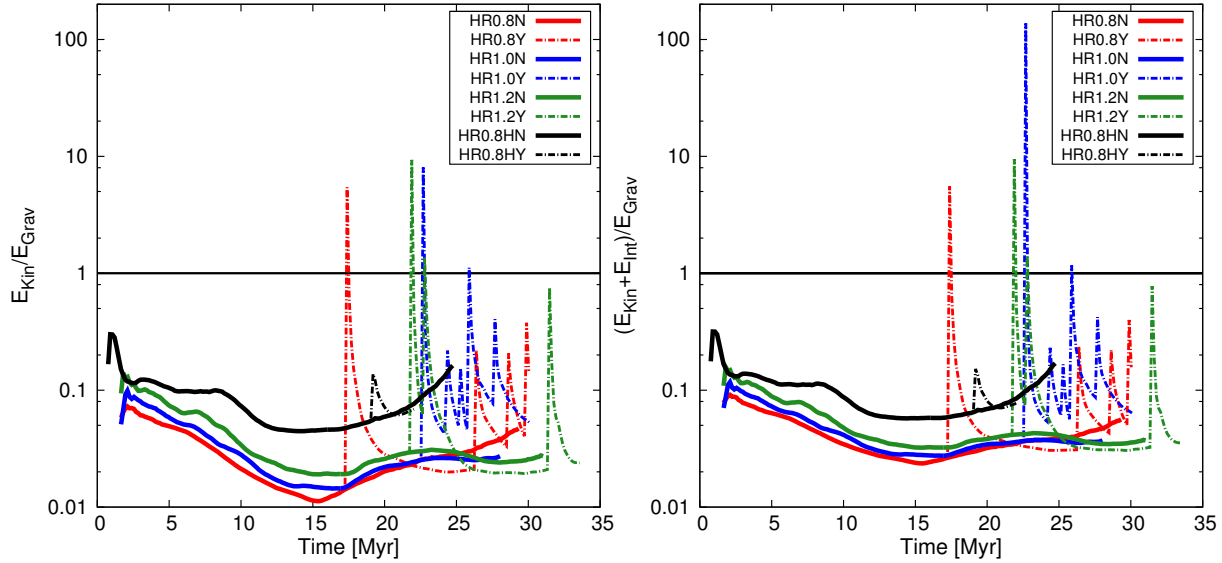 100
10
1
0.1
0.01
E_Kin/E_Grav
HR0.8N
HR0.8Y
HR1.0N
HR1.0Y
HR1.2N
HR1.2Y
HR0.8HN
HR0.8HY
0 5 10 15 20 25 30 35
Time [Myr]
100
10
1
0.1
0.01
(E_Kin+E_Int)/E_Grav
HR0.8N
HR0.8Y
HR1.0N
HR1.0Y
HR1.2N
HR1.2Y
HR0.8HN
HR0.8HY
0 5 10 15 20 25 30 35
Time [Myr]